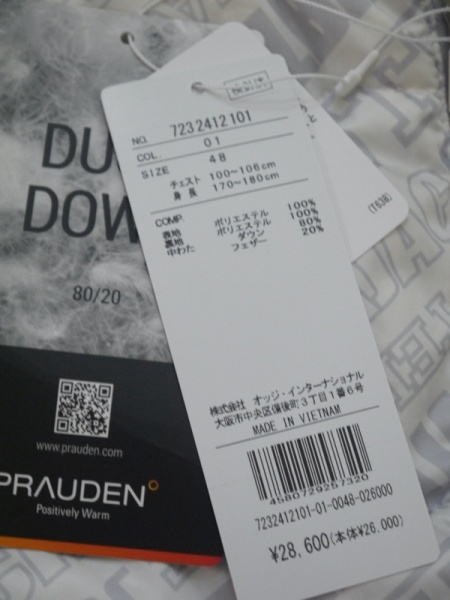 DU
DOW
80/20
www.prauden.com
PRAUDEN
Positively Warm
NO. 7232412101
COL. 01
SIZE 48
チェスト 100~106cm
身長 170~180cm
COMP.
表地 ポリエステル 100%
裏地 ポリエステル 100%
中わた ダウン 80%
フェザー 20%
株式会社 オッジ・インターナショナル
大阪市中央区備後町3丁目1番6号
MADE IN VIETNAM
4580729257320
7232412101-01-0048-026000
¥28,600(本体¥26,000)
(T638)